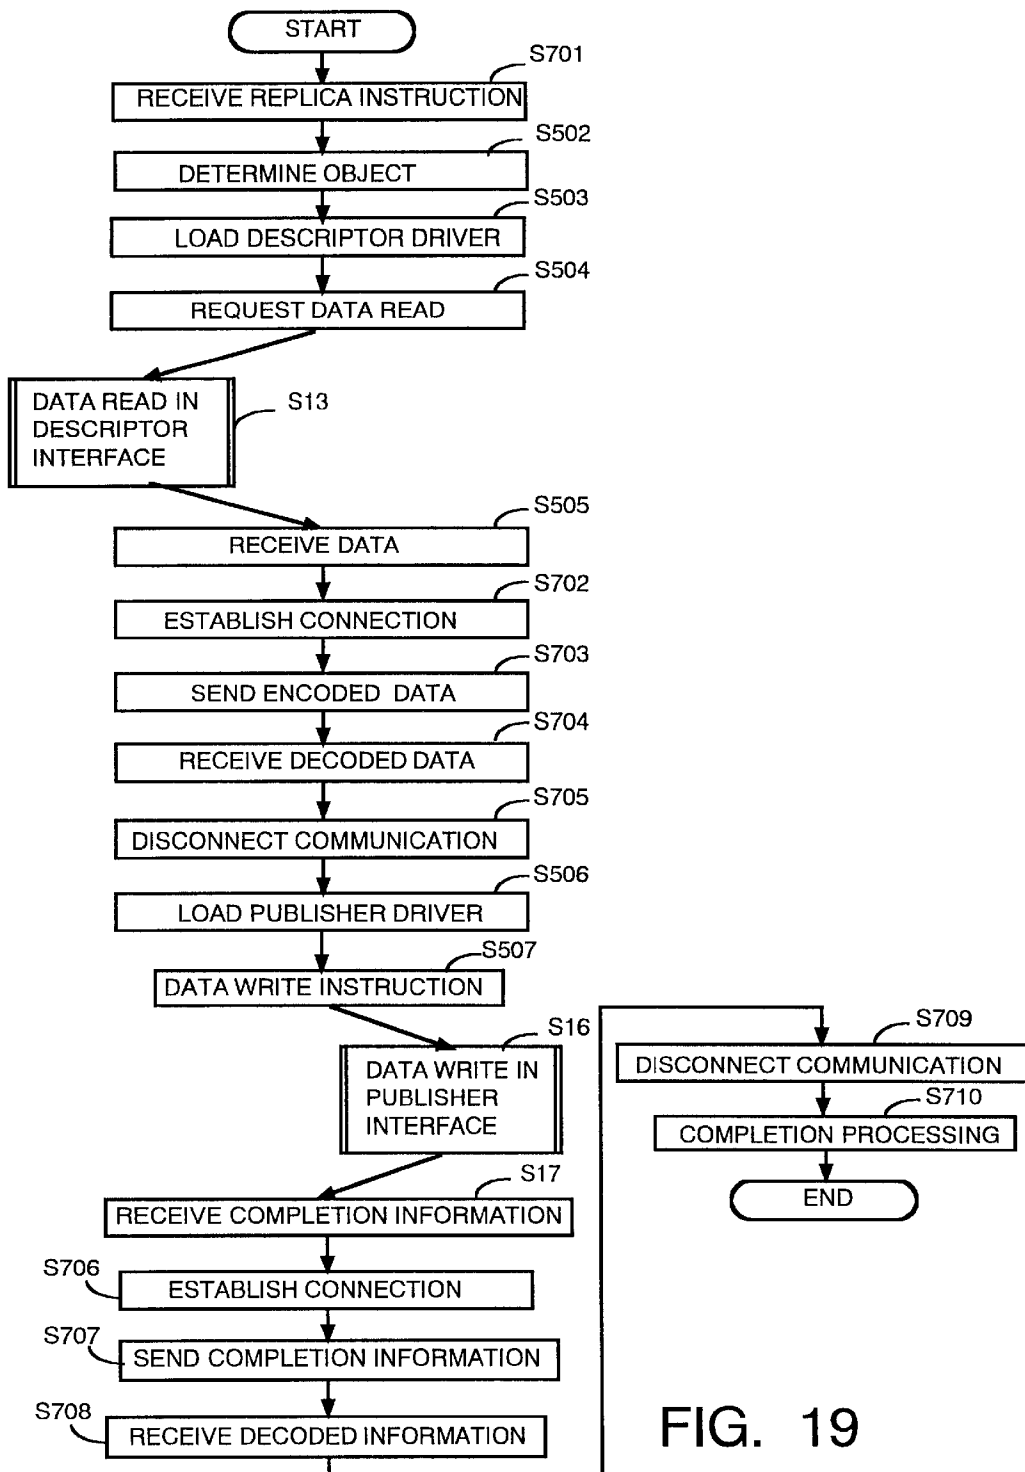 START
S701
RECEIVE REPLICA INSTRUCTION
S502
DETERMINE OBJECT
S503
LOAD DESCRIPTOR DRIVER
S504
REQUEST DATA READ
DATA READ IN
DESCRIPTOR
INTERFACE
S13
S505
RECEIVE DATA
S702
ESTABLISH CONNECTION
S703
SEND ENCODED DATA
S704
RECEIVE DECODED DATA
S705
DISCONNECT COMMUNICATION
S506
LOAD PUBLISHER DRIVER
S507
DATA WRITE INSTRUCTION
S16
DATA WRITE IN
PUBLISHER
INTERFACE
S17
RECEIVE COMPLETION INFORMATION
S706
ESTABLISH CONNECTION
S707
SEND COMPLETION INFORMATION
S708
RECEIVE DECODED INFORMATION
S709
DISCONNECT COMMUNICATION
S710
COMPLETION PROCESSING
END
FIG. 19